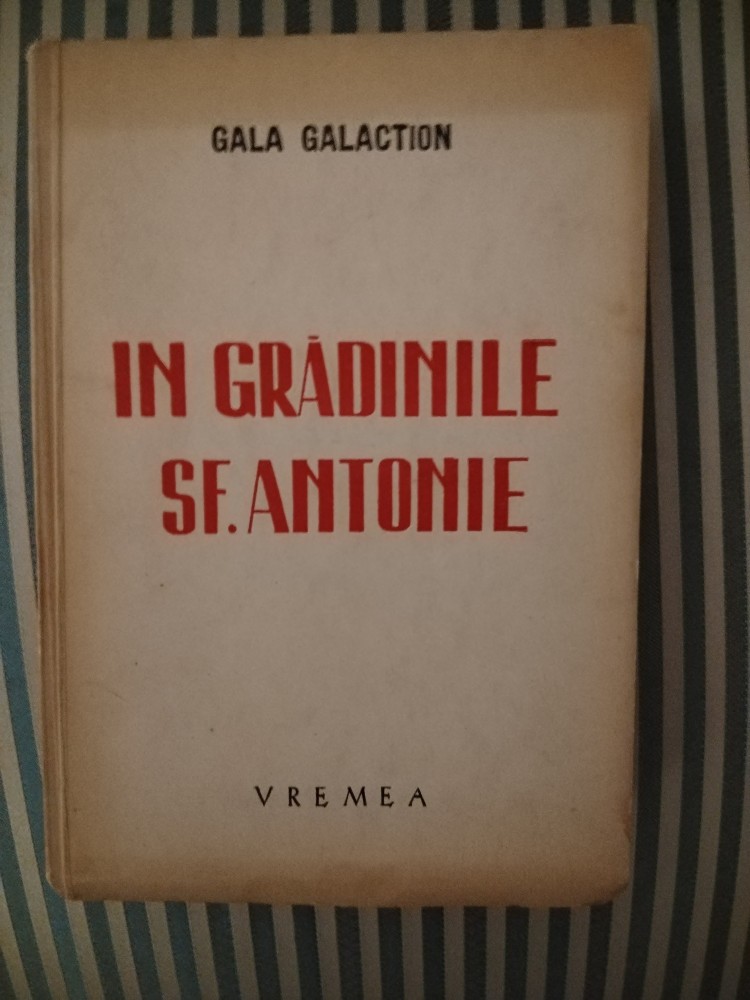 GALA GALACTION
IN GRĂDINILE
SF. ANTONIE
VREMEA